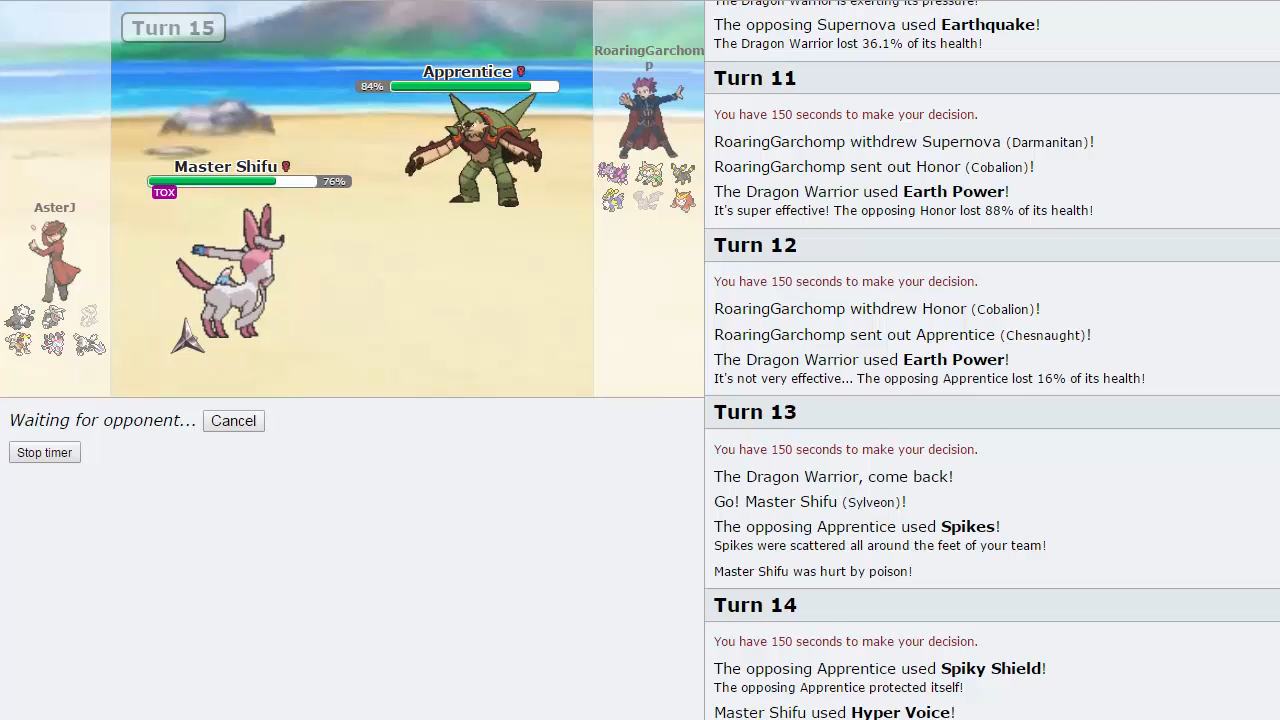 Turn 15
RoaringGarchom
p
Apprentice
84%
Master Shifu
76%
TOX
AsterJ
Waiting for opponent... Cancel
Stop timer
The Dragon Warrior is exerting its pressure!
The opposing Supernova used Earthquake!
The Dragon Warrior lost 36.1% of its health!
Turn 11
You have 150 seconds to make your decision.
RoaringGarchomp withdrew Supernova (Darmanitan)!
RoaringGarchomp sent out Honor (Cobalion)!
The Dragon Warrior used Earth Power!
It's super effective! The opposing Honor lost 88% of its health!
Turn 12
You have 150 seconds to make your decision.
RoaringGarchomp withdrew Honor (Cobalion)!
RoaringGarchomp sent out Apprentice (Chesnaught)!
The Dragon Warrior used Earth Power!
It's not very effective... The opposing Apprentice lost 16% of its health!
Turn 13
You have 150 seconds to make your decision.
The Dragon Warrior, come back!
Go! Master Shifu (Sylveon)!
The opposing Apprentice used Spikes!
Spikes were scattered all around the feet of your team!
Master Shifu was hurt by poison!
Turn 14
You have 150 seconds to make your decision.
The opposing Apprentice used Spiky Shield!
The opposing Apprentice protected itself!
Master Shifu used Hyper Voice!